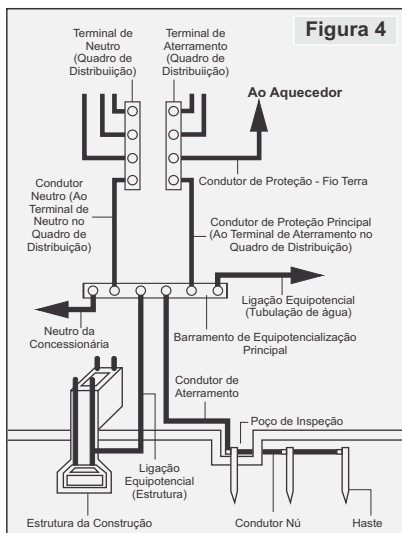 Figura 4
Terminal de
Neutro
(Quadro de
Distribuiição)
Terminal de
Aterramento
(Quadro de
Distribuiição)
Ao Aquecedor
Condutor de Proteção - Fio Terra
Condutor
Neutro (Ao
Terminal de
Neutro no
Quadro de
Distribuição)
Condutor de Proteção Principal
(Ao Terminal de Aterramento no
Quadro de Distribuição)
Ligação Equipotencial
(Tubulação de água)
Neutro da
Concessionária
Barramento de Equipotencialização
Principal
Condutor de
Aterramento
Poço de Inspeção
Ligação
Equipotencial
(Estrutura)
Estrutura da Construção
Condutor Nú
Haste